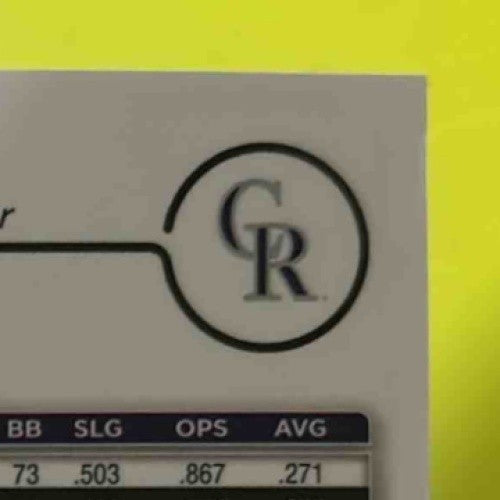 r
CR
BB SLG OPS AVG
73 .503 .867 .271